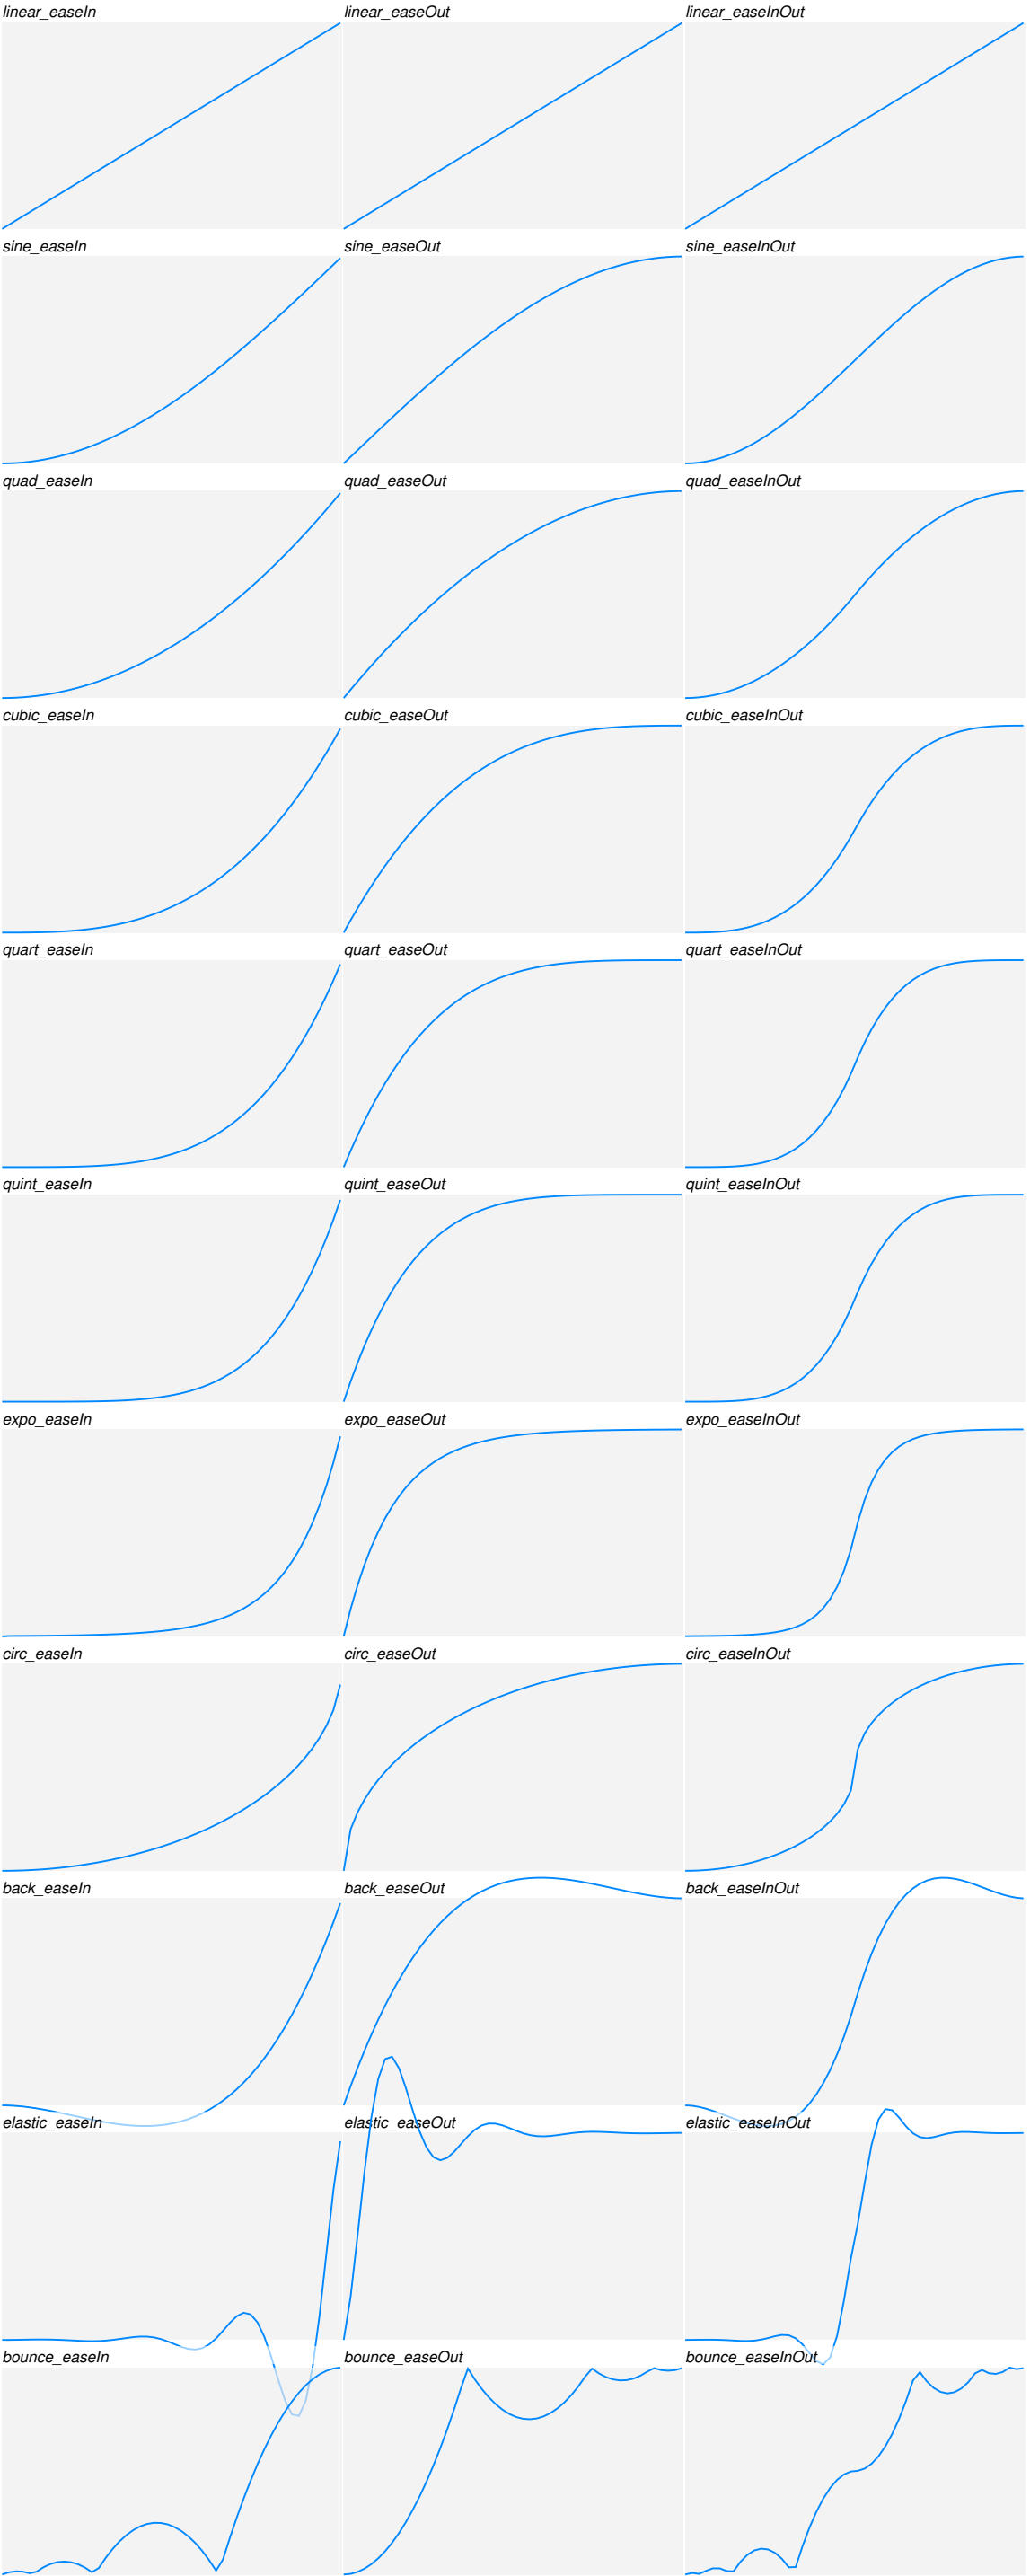 linear_easeIn linear_easeOut linear_easeInOut
sine_easeIn sine_easeOut sine_easeInOut
quad_easeIn quad_easeOut quad_easeInOut
cubic_easeIn cubic_easeOut cubic_easeInOut
quart_easeIn quart_easeOut quart_easeInOut
quint_easeIn quint_easeOut quint_easeInOut
expo_easeIn expo_easeOut expo_easeInOut
circ_easeIn circ_easeOut circ_easeInOut
back_easeIn back_easeOut back_easeInOut
elastic_easeIn elastic_easeOut elastic_easeInOut
bounce_easeIn bounce_easeOut bounce_easeInOut